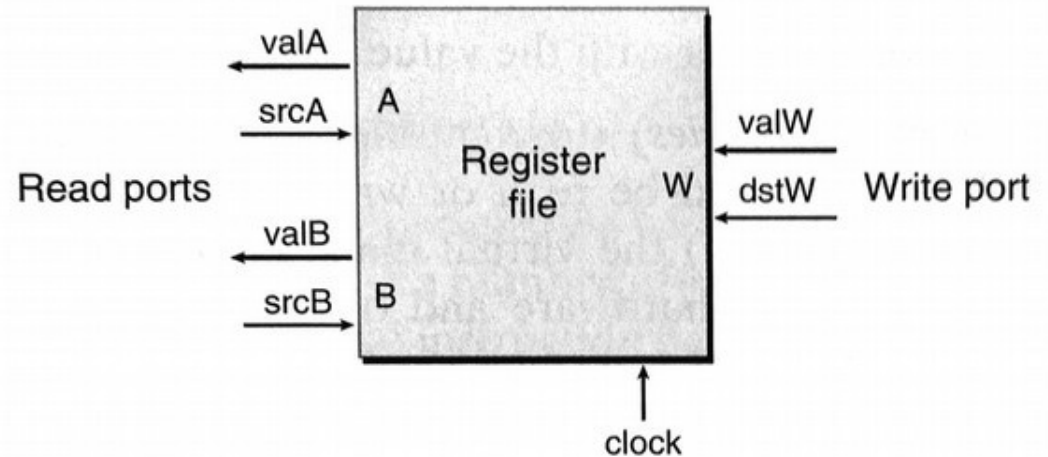 valA
srcA
A
Read ports
valB
srcB
B
Register
file
W
valW
dstW
Write port
clock